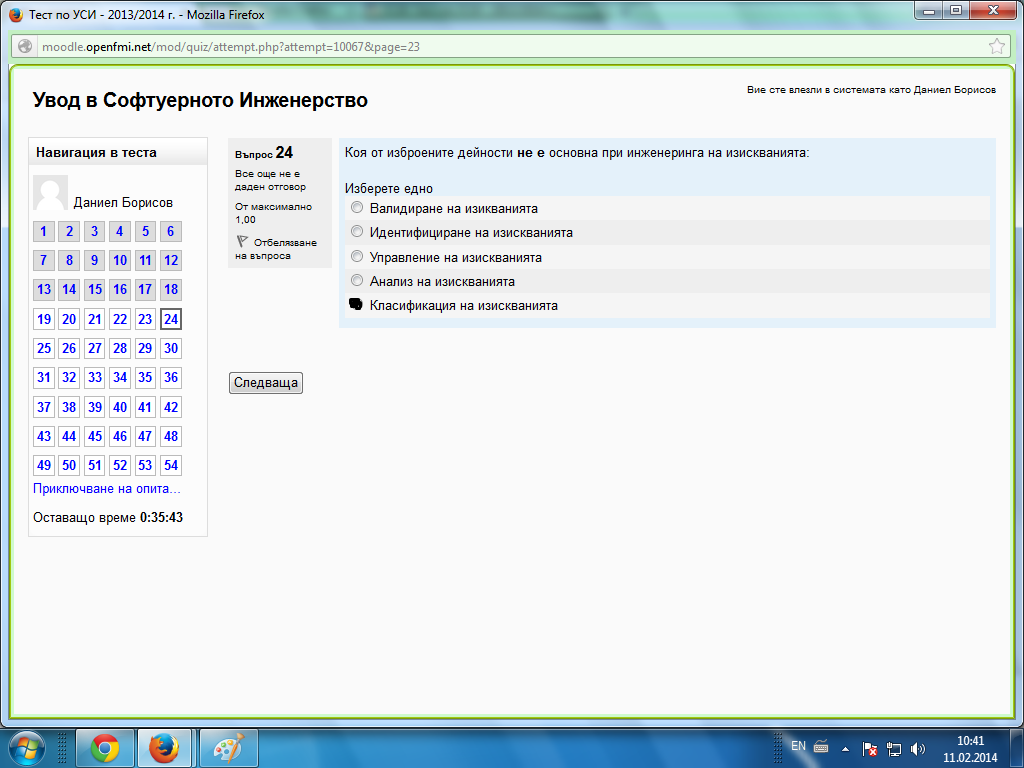 Тест по УСИ - 2013/2014 г. - Mozilla Firefox
moodle.openfmi.net/mod/quiz/attempt.php?attempt=10067&page=23
Увод в Софтуерното Инженерство
Вие сте влезли в системата като Даниел Борисов
Навигация в теста
Даниел Борисов
1 2 3 4 5 6
7 8 9 10 11 12
13 14 15 16 17 18
19 20 21 22 23 24
25 26 27 28 29 30
31 32 33 34 35 36
37 38 39 40 41 42
43 44 45 46 47 48
49 50 51 52 53 54
Приключване на опита...
Оставащо време 0:35:43
Въпрос 24
Все още не е
даден отговор
От максимално
1,00
Отбелязване
на въпроса
Коя от изброените дейности не е основна при инженеринга на изискванията:
Изберете едно
Валидиране на изикванията
Идентифициране на изискванията
Управление на изискванията
Анализ на изискванията
Класификация на изискванията
Следваща
EN
10:41
11.02.2014